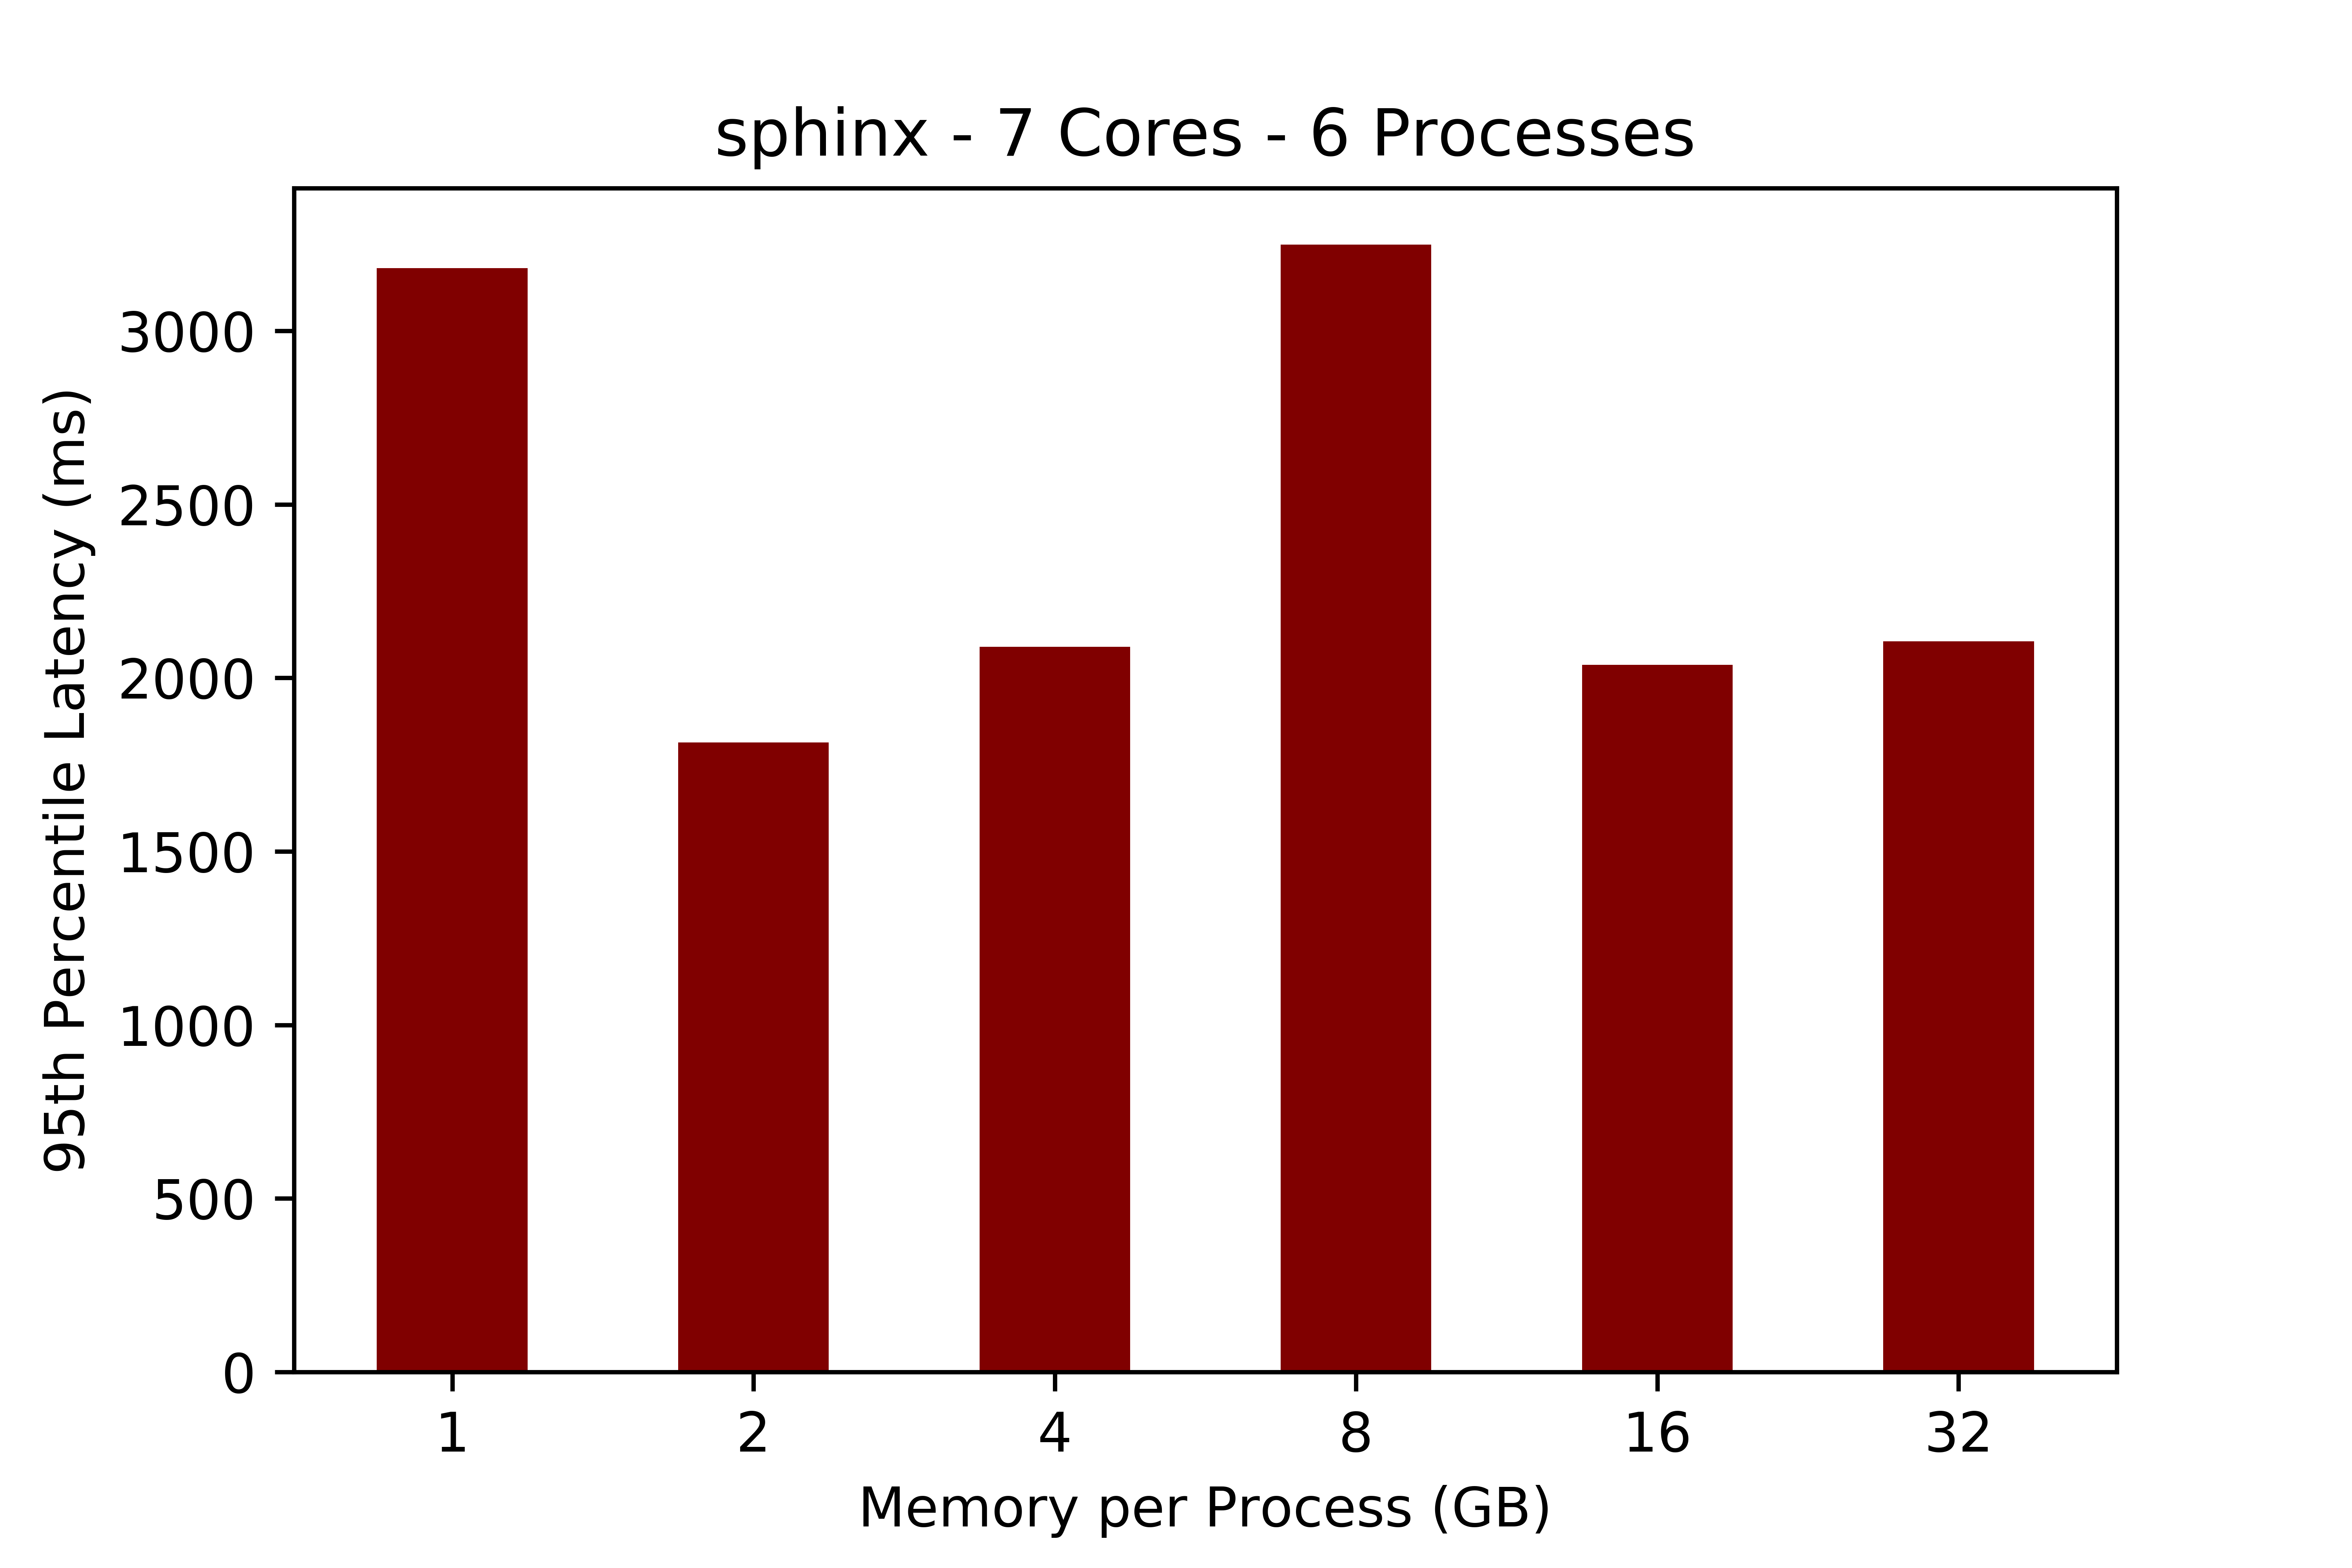 sphinx - 7 Cores - 6 Processes
95th Percentile Latency (ms)
3000
2500
2000
1500
1000
500
0
1 2 4 8 16 32
Memory per Process (GB)